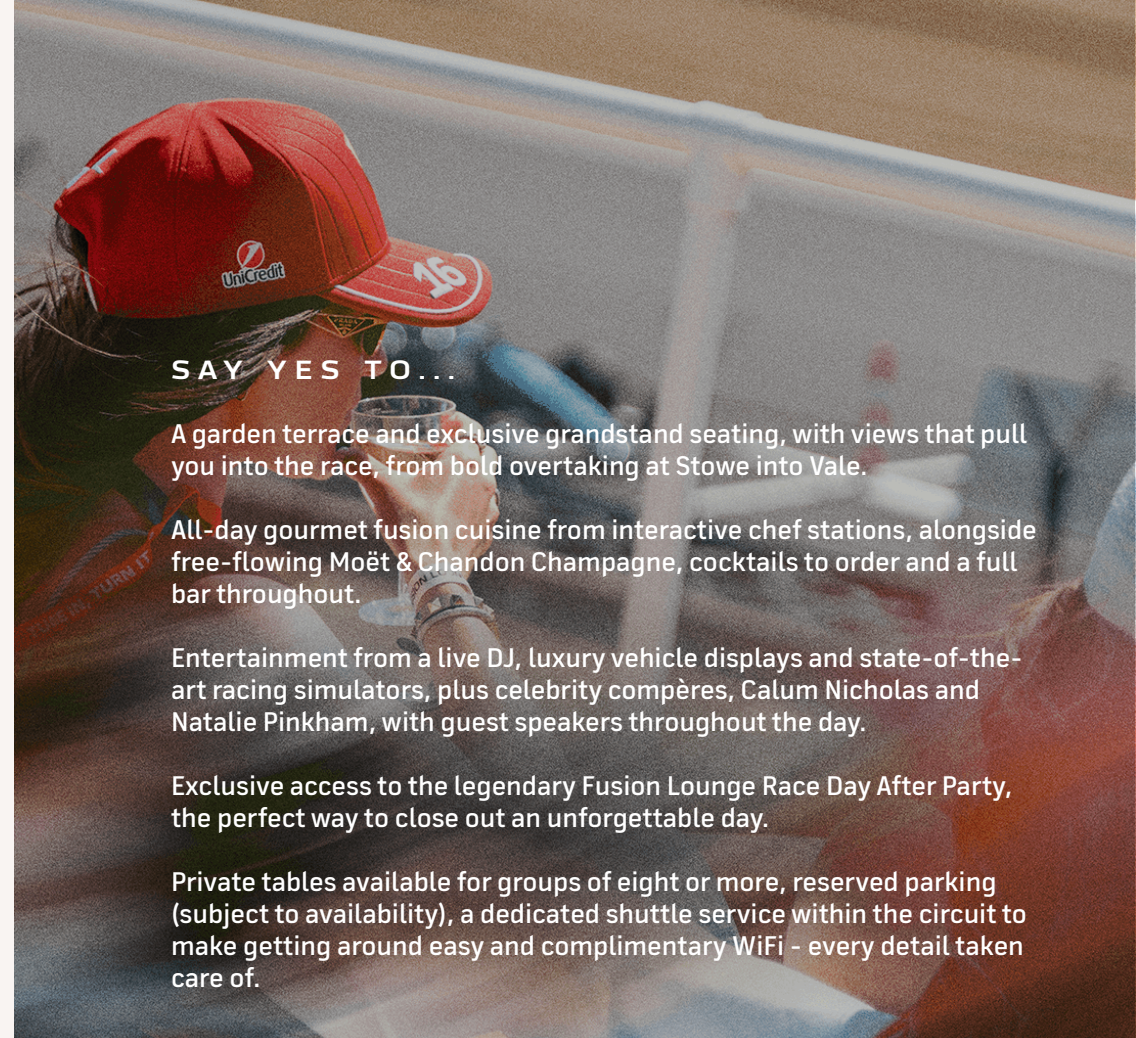 UniCredit
16
SAY YES TO...
A garden terrace and exclusive grandstand seating, with views that pull
you into the race, from bold overtaking at Stowe into Vale.
All-day gourmet fusion cuisine from interactive chef stations, alongside
free-flowing Moët & Chandon Champagne, cocktails to order and a full
bar throughout.
Entertainment from a live DJ, luxury vehicle displays and state-of-the-
art racing simulators, plus celebrity compères, Calum Nicholas and
Natalie Pinkham, with guest speakers throughout the day.
Exclusive access to the legendary Fusion Lounge Race Day After Party,
the perfect way to close out an unforgettable day.
Private tables available for groups of eight or more, reserved parking
(subject to availability), a dedicated shuttle service within the circuit to
make getting around easy and complimentary WiFi - every detail taken
care of.
IN, TURN IT